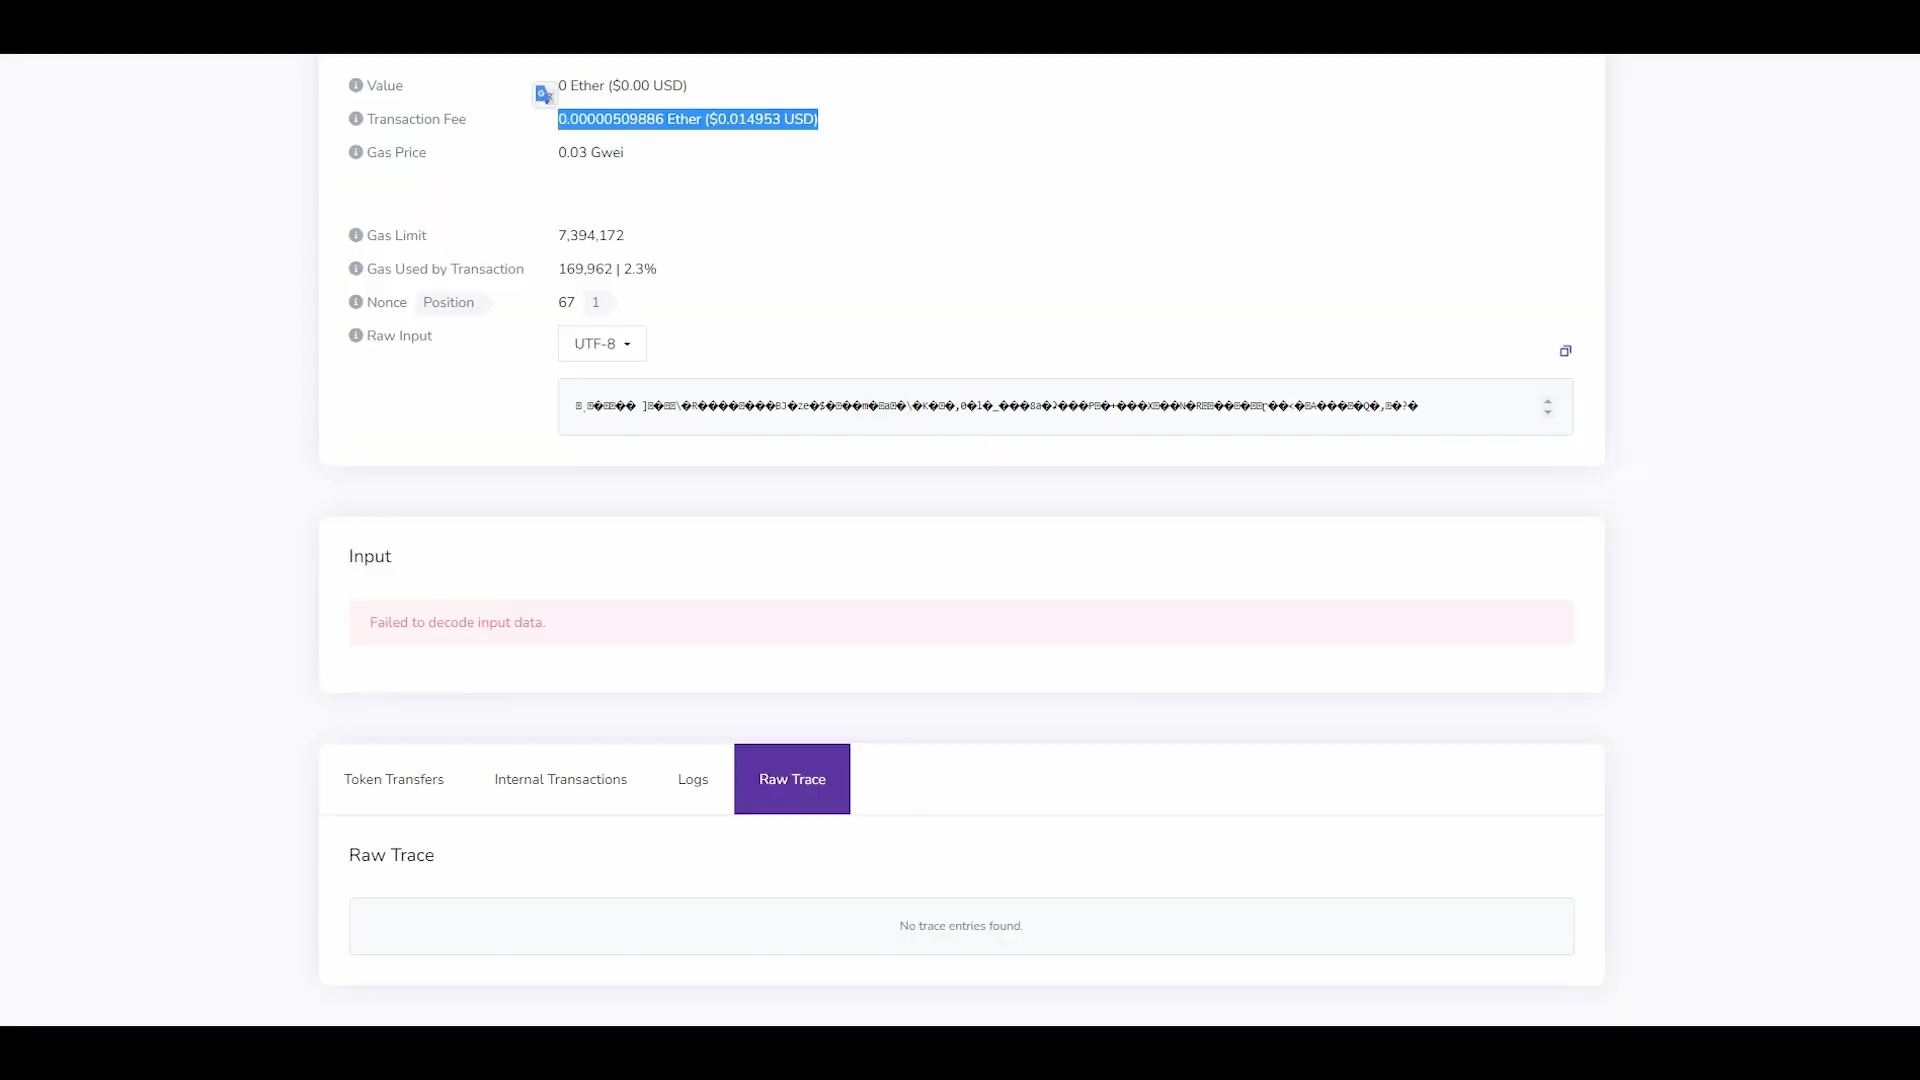 Value 0 Ether ($0.00 USD)
Transaction Fee 0.00000509886 Ether ($0.014953 USD)
Gas Price 0.03 Gwei
Gas Limit 7,394,172
Gas Used by Transaction 169,962 | 2.3%
Nonce Position 67 1
Raw Input UTF-8
Input
Failed to decode input data.
Token Transfers Internal Transactions Logs Raw Trace
Raw Trace
No trace entries found.